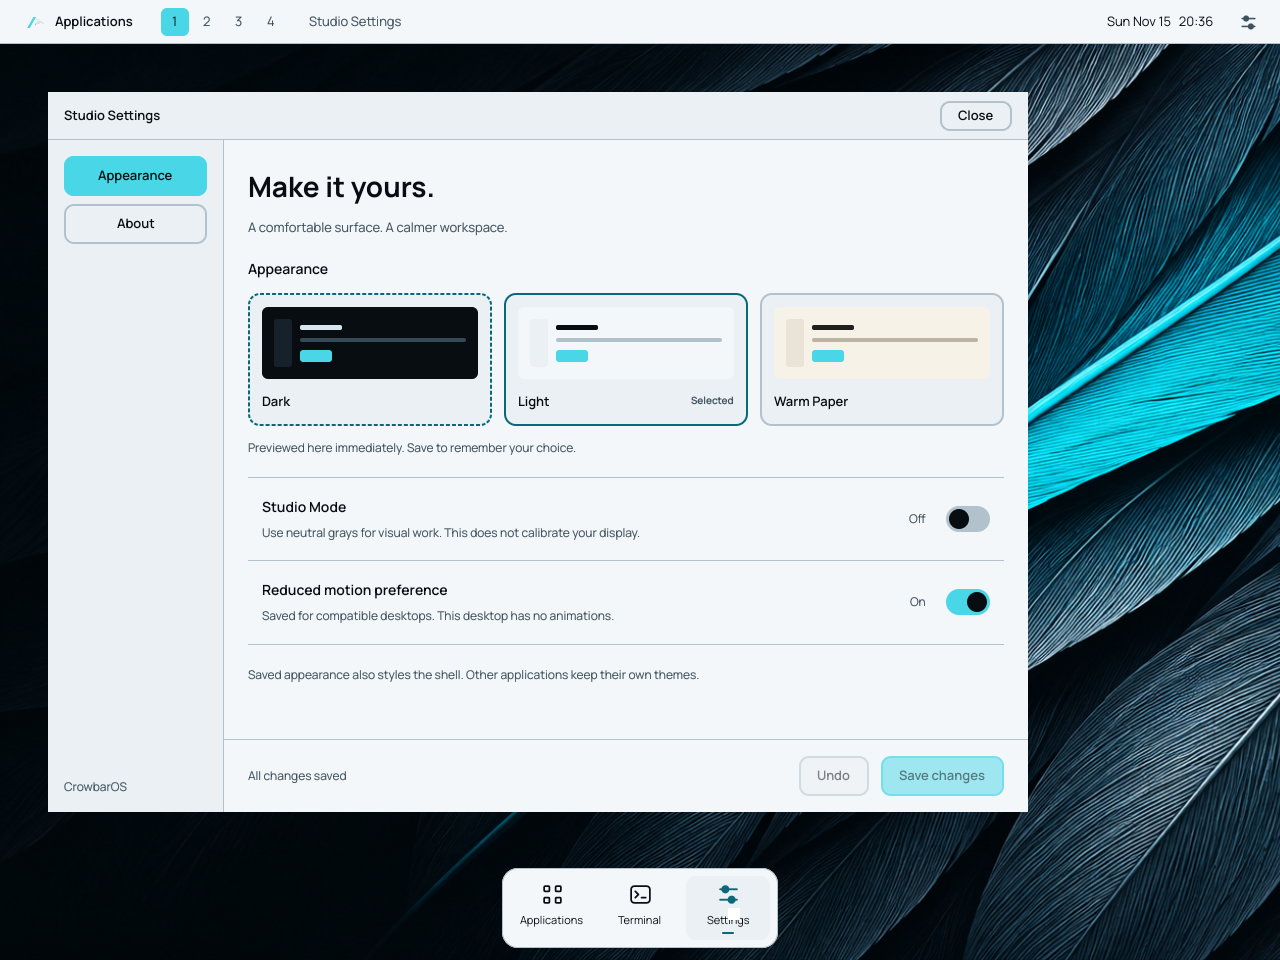 Applications 1 2 3 4 Studio Settings Sun Nov 15 20:36
Studio Settings Close
Appearance
About
Make it yours.
A comfortable surface. A calmer workspace.
Appearance
Dark
Light Selected
Warm Paper
Previewed here immediately. Save to remember your choice.
Studio Mode
Use neutral grays for visual work. This does not calibrate your display.
Off
Reduced motion preference
Saved for compatible desktops. This desktop has no animations.
On
Saved appearance also styles the shell. Other applications keep their own themes.
CrowbarOS
All changes saved Undo Save changes
Applications Terminal Settings